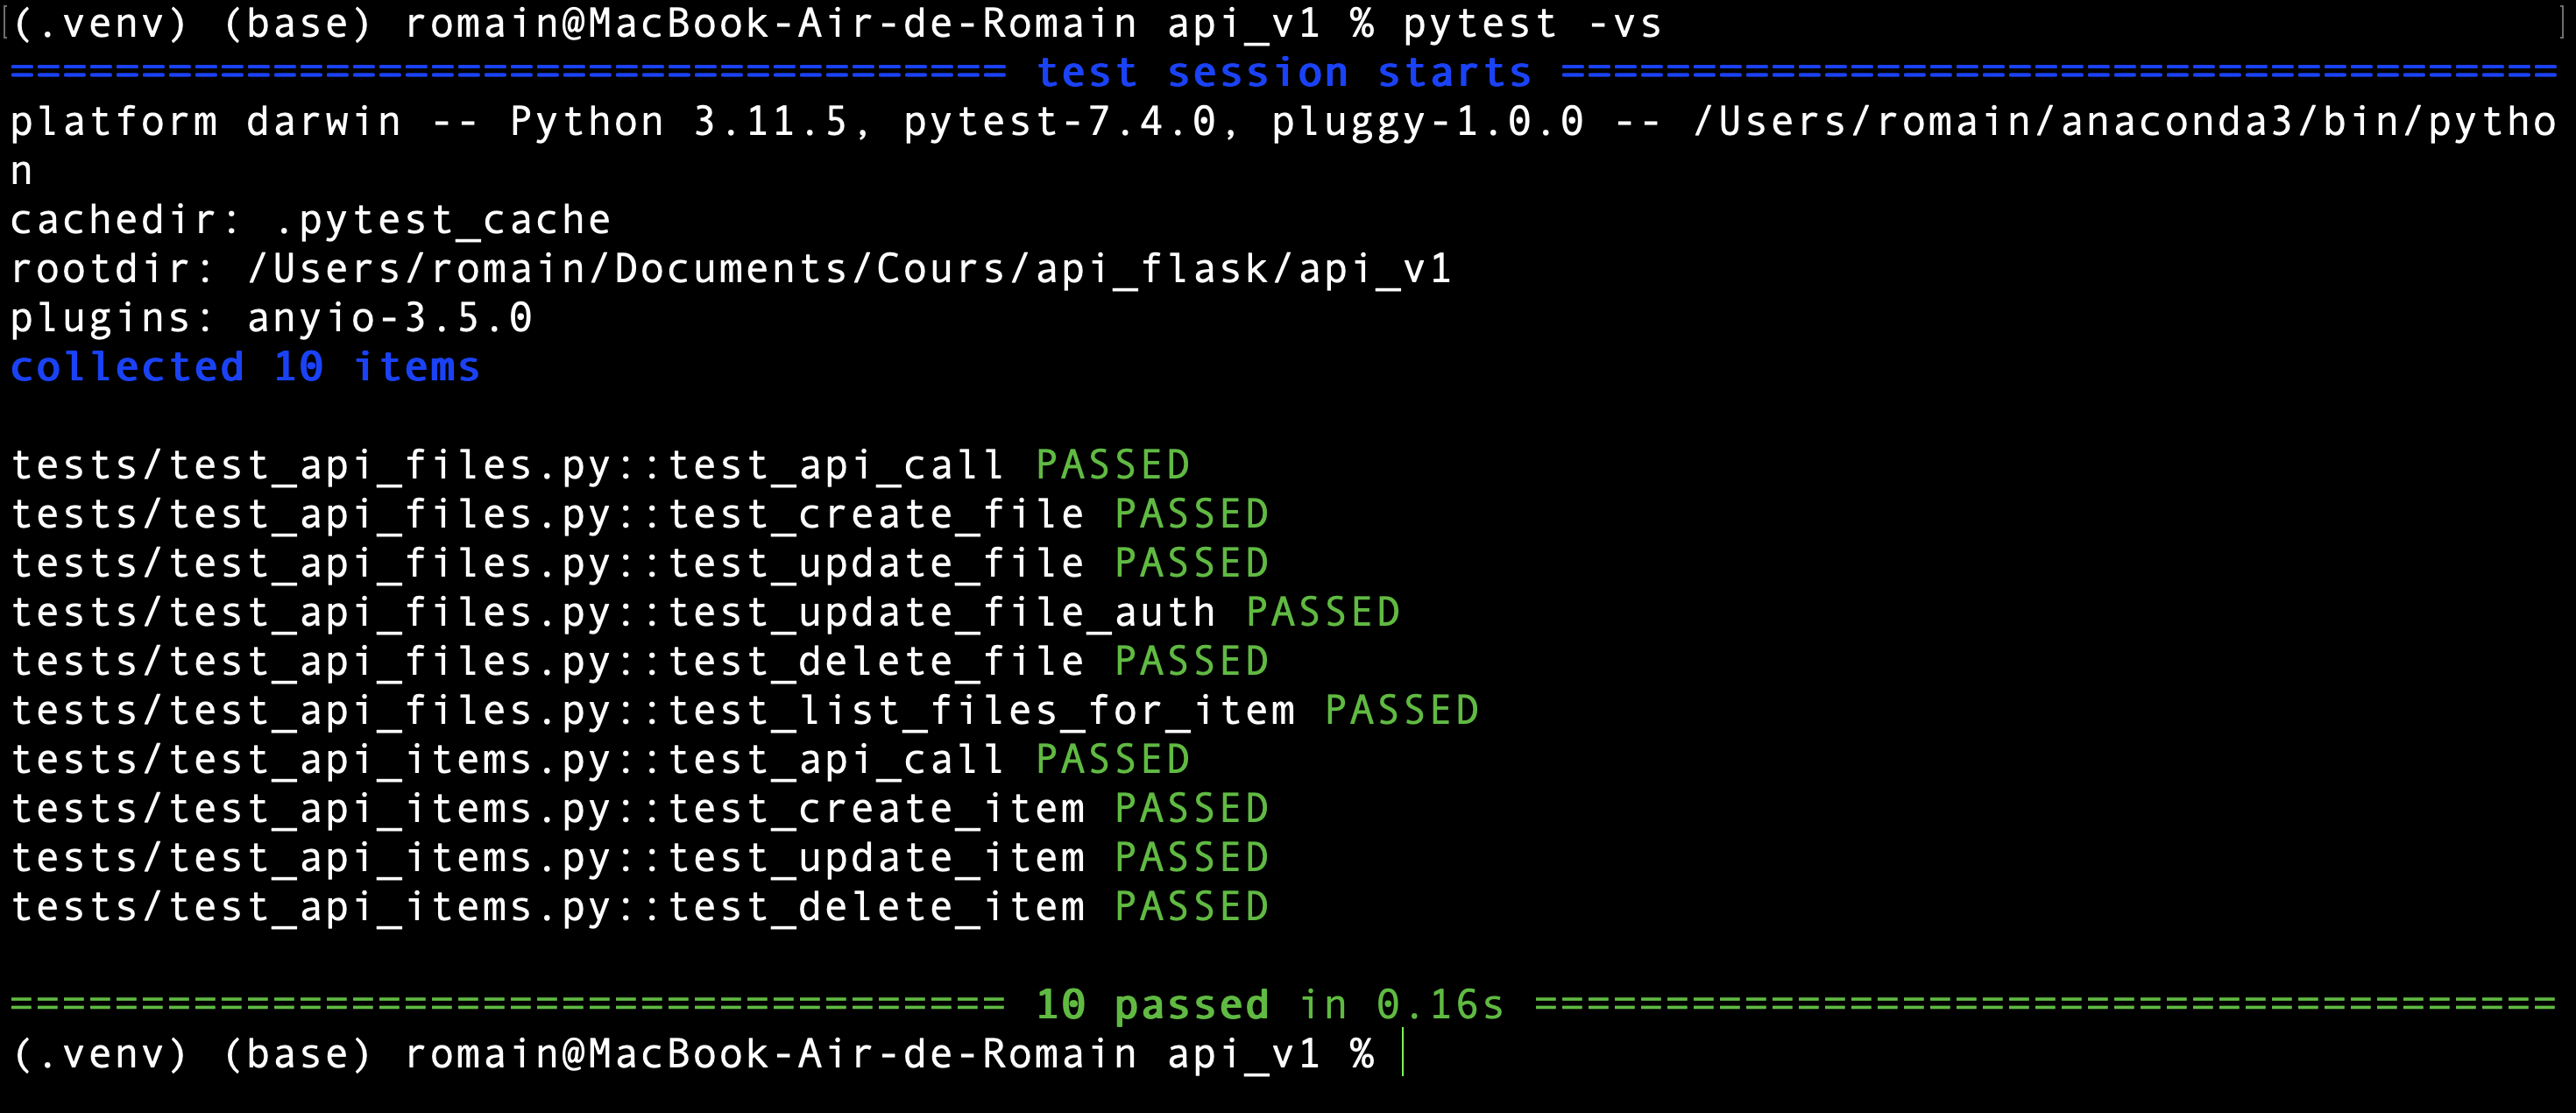 [(.venv) (base) romain@MacBook-Air-de-Romain api_v1 % pytest -vs ]
====================================== test session starts ======================================
platform darwin -- Python 3.11.5, pytest-7.4.0, pluggy-1.0.0 -- /Users/romain/anaconda3/bin/pytho
n
cachedir: .pytest_cache
rootdir: /Users/romain/Documents/Cours/api_flask/api_v1
plugins: anyio-3.5.0
collected 10 items
tests/test_api_files.py::test_api_call PASSED
tests/test_api_files.py::test_create_file PASSED
tests/test_api_files.py::test_update_file PASSED
tests/test_api_files.py::test_update_file_auth PASSED
tests/test_api_files.py::test_delete_file PASSED
tests/test_api_files.py::test_list_files_for_item PASSED
tests/test_api_items.py::test_api_call PASSED
tests/test_api_items.py::test_create_item PASSED
tests/test_api_items.py::test_update_item PASSED
tests/test_api_items.py::test_delete_item PASSED
====================================== 10 passed in 0.16s =======================================
(.venv) (base) romain@MacBook-Air-de-Romain api_v1 %